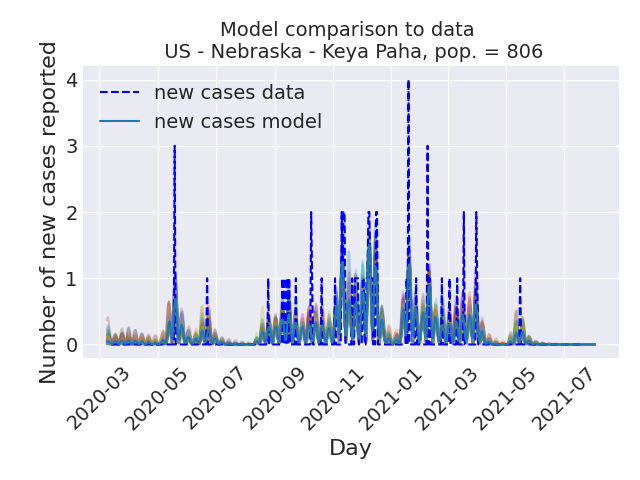 Model comparison to data
US - Nebraska - Keya Paha, pop. = 806
Number of new cases reported
4
3
2
1
0
new cases data
new cases model
2020-03
2020-05
2020-07
2020-09
2020-11
2021-01
2021-03
2021-05
2021-07
Day